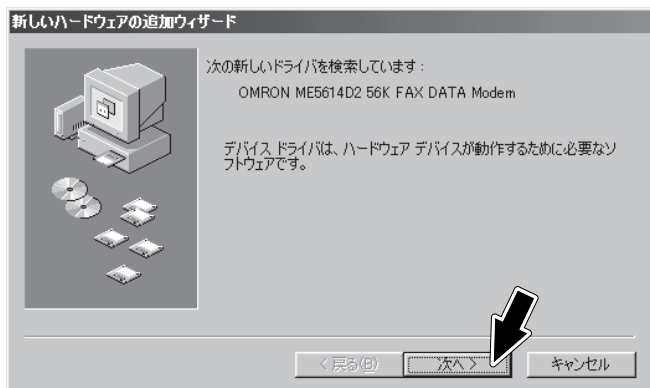 新しいハードウェアの追加ウィザード
次の新しいドライバを検索しています：
OMRON ME5614D2 56K FAX DATA Modem
デバイス ドライバは、ハードウェア デバイスが動作するために必要なソ
フトウェアです。
< 戻る(B)
次へ >
キャンセル